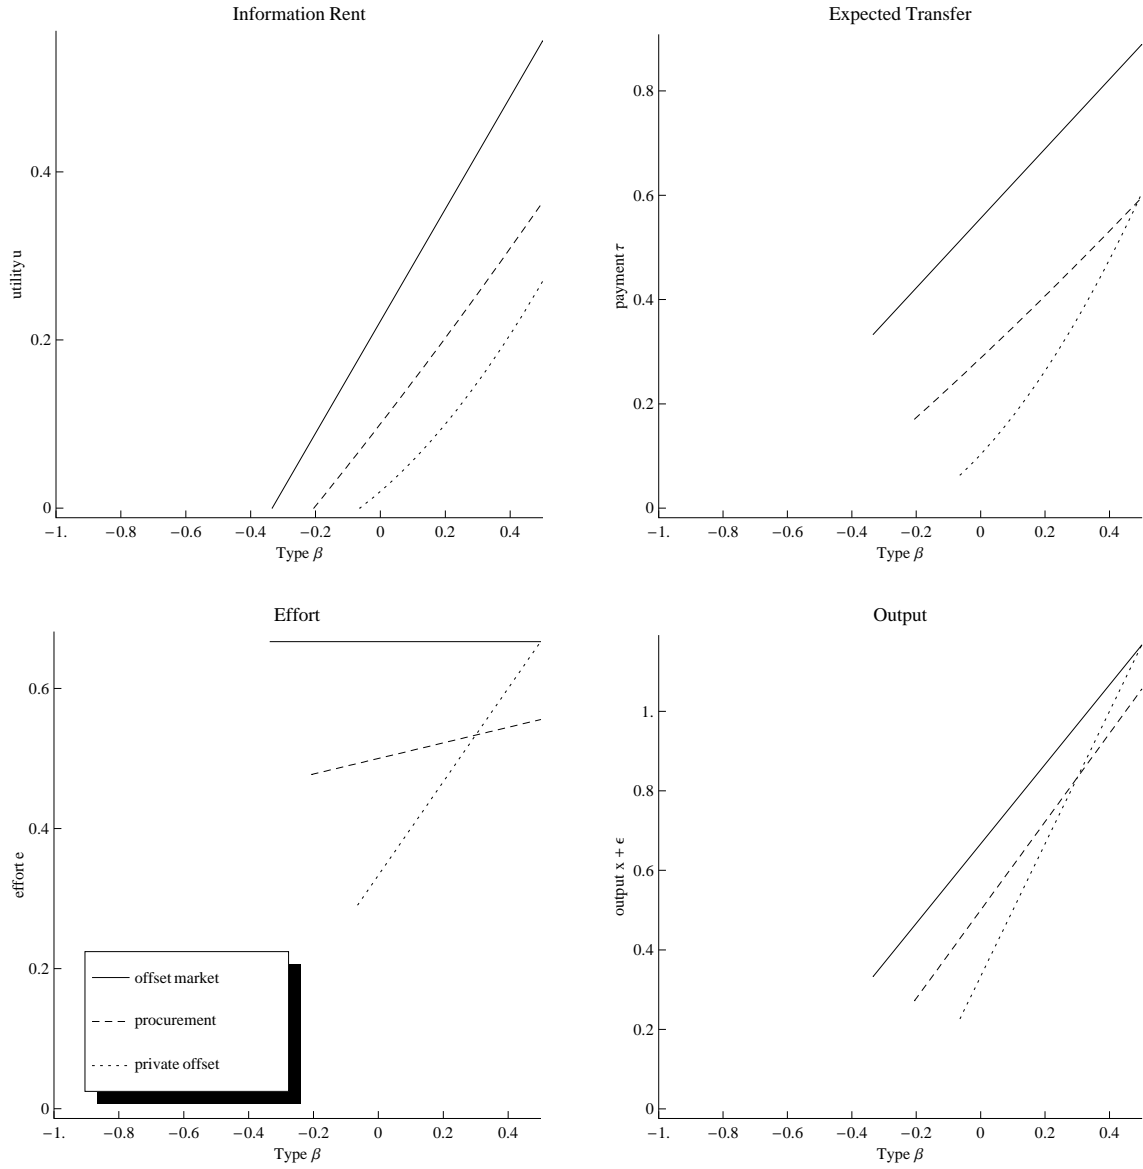 Information Rent
utility u
0.4
0.2
0
−1. −0.8 −0.6 −0.4 −0.2 0 0.2 0.4
Type β
Expected Transfer
payment τ
0.8
0.6
0.4
0.2
0
−1. −0.8 −0.6 −0.4 −0.2 0 0.2 0.4
Type β
Effort
effort e
0.6
0.4
0.2
0
offset market
procurement
private offset
−1. −0.8 −0.6 −0.4 −0.2 0 0.2 0.4
Type β
Output
output x + ϵ
1.
0.8
0.6
0.4
0.2
0
−1. −0.8 −0.6 −0.4 −0.2 0 0.2 0.4
Type β